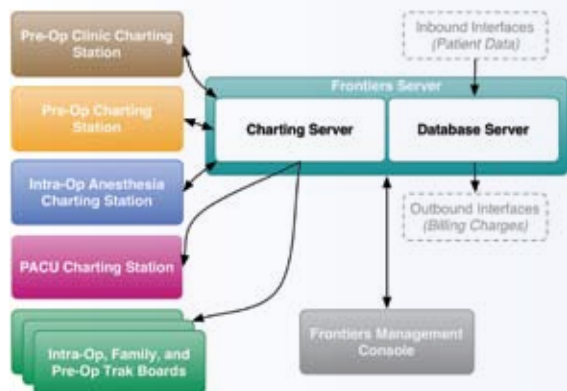 Pre-Op Clinic Charting
Station
Pre-Op Charting
Station
Intra-Op Anesthesia
Charting Station
PACU Charting Station
Intra-Op, Family, and
Pre-Op Trak Boards
Inbound Interfaces
(Patient Data)
Frontiers Server
Charting Server
Database Server
Outbound Interfaces
(Billing Charges)
Frontiers Management
Console